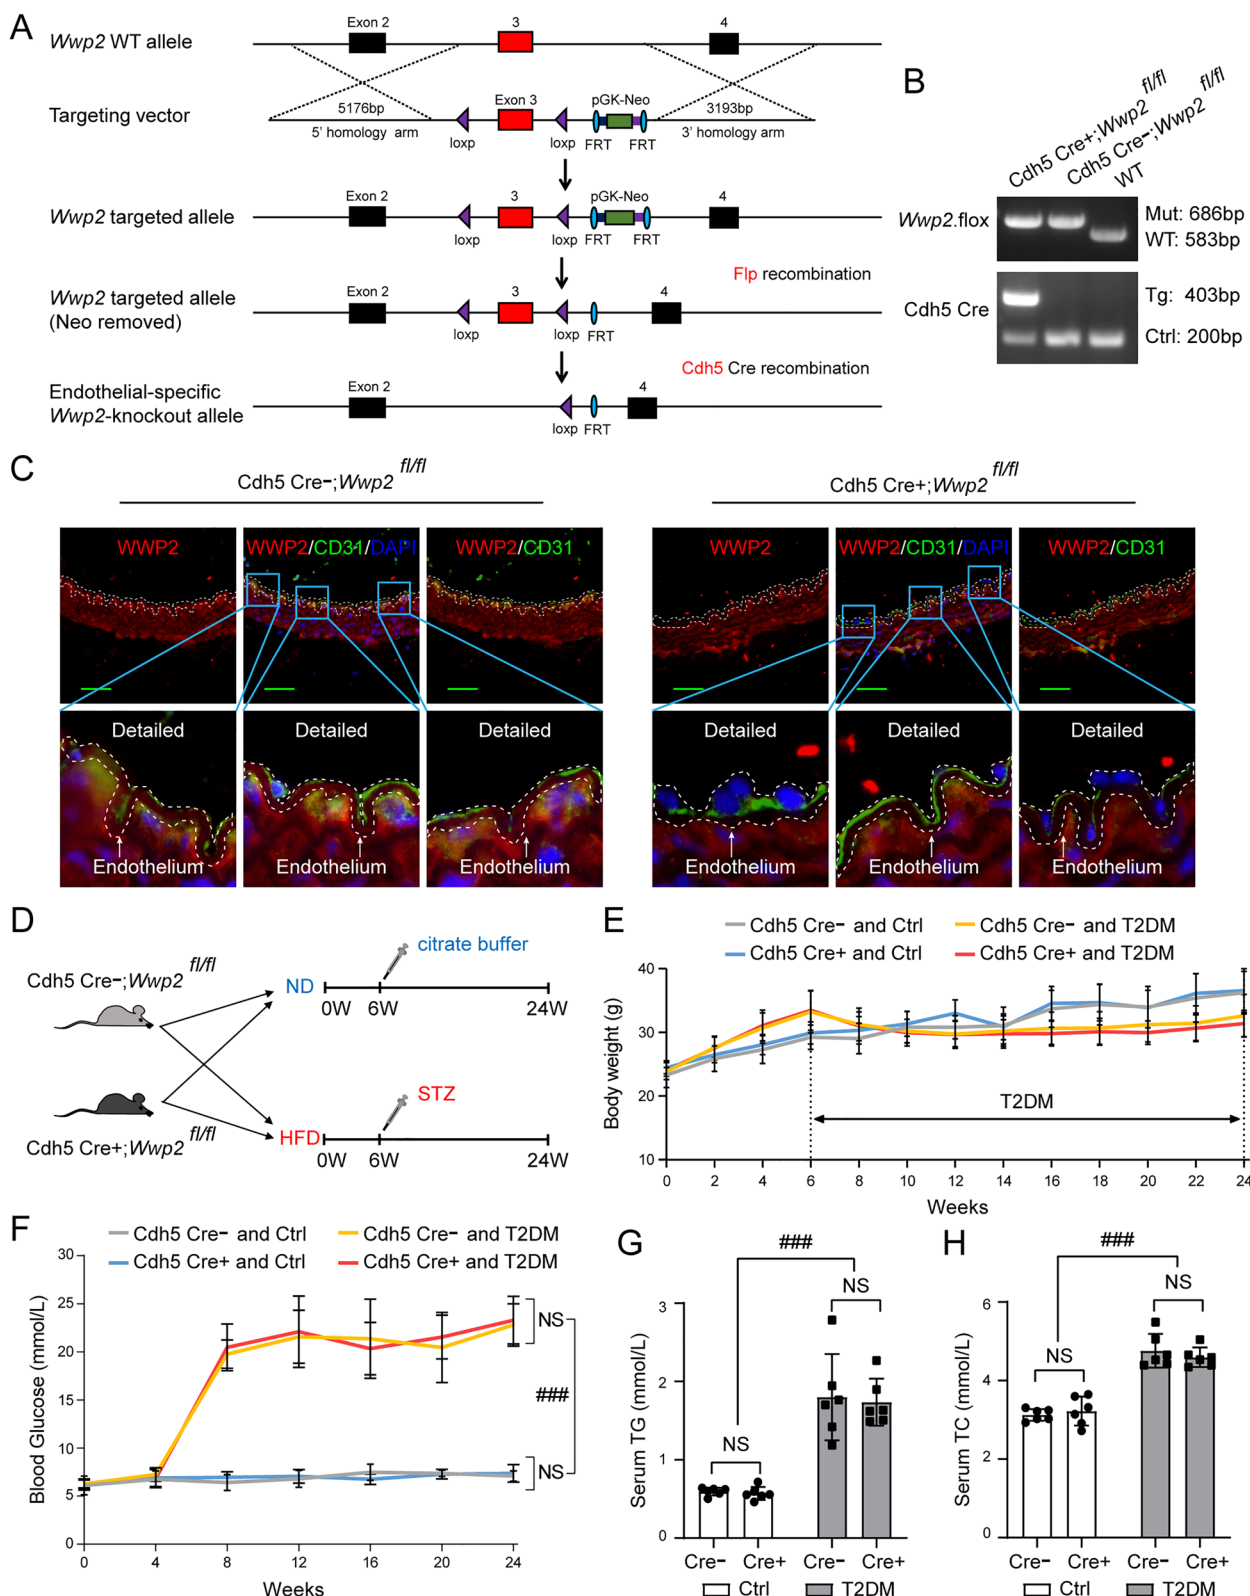 A
Wwp2 WT allele
Exon 2
3
4
5176bp
Exon 3
pGK-Neo
3193bp
Targeting vector
5' homology arm
loxp
loxp
FRT
FRT
3' homology arm
Wwp2 targeted allele
Exon 2
3
pGK-Neo
4
loxp
loxp
FRT
FRT
Flp recombination
Wwp2 targeted allele
(Neo removed)
Exon 2
3
4
loxp
loxp
FRT
Cdh5 Cre recombination
Endothelial-specific
Wwp2-knockout allele
Exon 2
4
loxp
FRT
B
Cdh5 Cre+;Wwp2 fl/fl
Cdh5 Cre−;Wwp2 fl/fl
WT
Wwp2.flox
Mut: 686bp
WT: 583bp
Cdh5 Cre
Tg: 403bp
Ctrl: 200bp
C
Cdh5 Cre−;Wwp2 fl/fl
Cdh5 Cre+;Wwp2 fl/fl
WWP2
WWP2/CD31/DAPI
WWP2/CD31
WWP2
WWP2/CD31/DAPI
WWP2/CD31
Detailed
Detailed
Detailed
Detailed
Detailed
Detailed
Endothelium
Endothelium
Endothelium
Endothelium
Endothelium
Endothelium
D
Cdh5 Cre−;Wwp2 fl/fl
Cdh5 Cre+;Wwp2 fl/fl
ND
citrate buffer
0W
6W
24W
HFD
STZ
0W
6W
24W
E
Cdh5 Cre− and Ctrl
Cdh5 Cre− and T2DM
Cdh5 Cre+ and Ctrl
Cdh5 Cre+ and T2DM
Body weight (g)
40
30
20
10
T2DM
0 2 4 6 8 10 12 14 16 18 20 22 24
Weeks
F
Cdh5 Cre− and Ctrl
Cdh5 Cre− and T2DM
Cdh5 Cre+ and Ctrl
Cdh5 Cre+ and T2DM
Blood Glucose (mmol/L)
30
25
20
15
10
5
0
NS
###
NS
0 4 8 12 16 20 24
Weeks
G
###
NS
NS
Serum TG (mmol/L)
3
2
1
0
Cre− Cre+ Cre− Cre+
Ctrl
T2DM
H
###
NS
NS
Serum TC (mmol/L)
6
4
2
0
Cre− Cre+ Cre− Cre+
Ctrl
T2DM